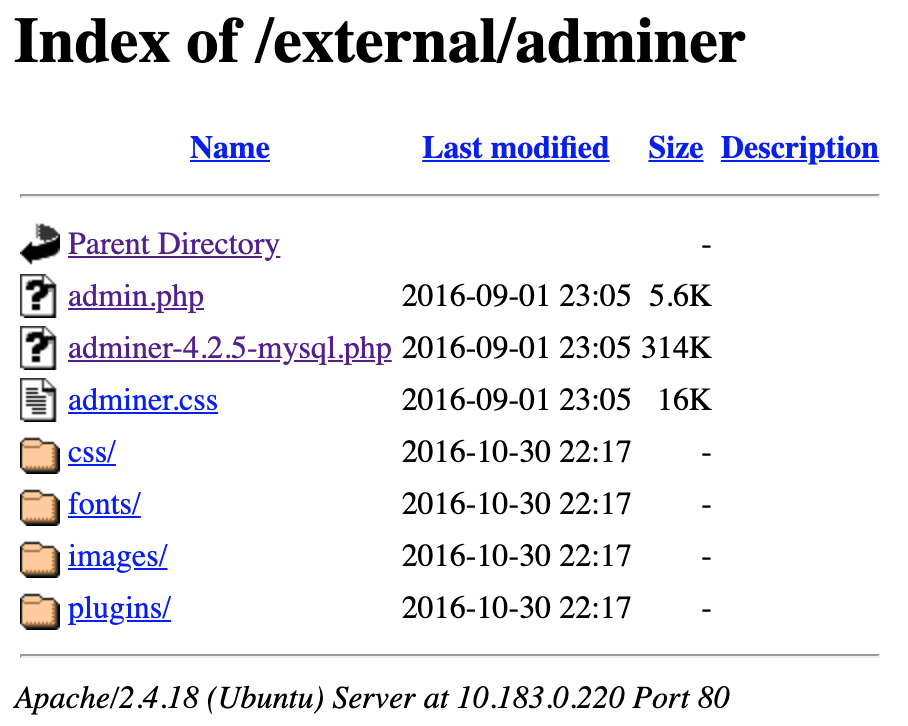 Index of /external/adminer
Name Last modified Size Description
Parent Directory -
admin.php 2016-09-01 23:05 5.6K
adminer-4.2.5-mysql.php 2016-09-01 23:05 314K
adminer.css 2016-09-01 23:05 16K
css/ 2016-10-30 22:17 -
fonts/ 2016-10-30 22:17 -
images/ 2016-10-30 22:17 -
plugins/ 2016-10-30 22:17 -
Apache/2.4.18 (Ubuntu) Server at 10.183.0.220 Port 80